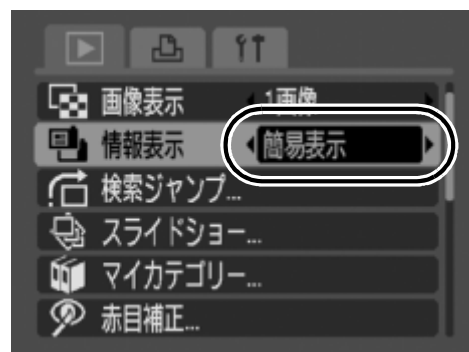 画像表示 1画像
情報表示 簡易表示
検索ジャンプ...
スライドショー...
マイカテゴリー...
赤目補正...